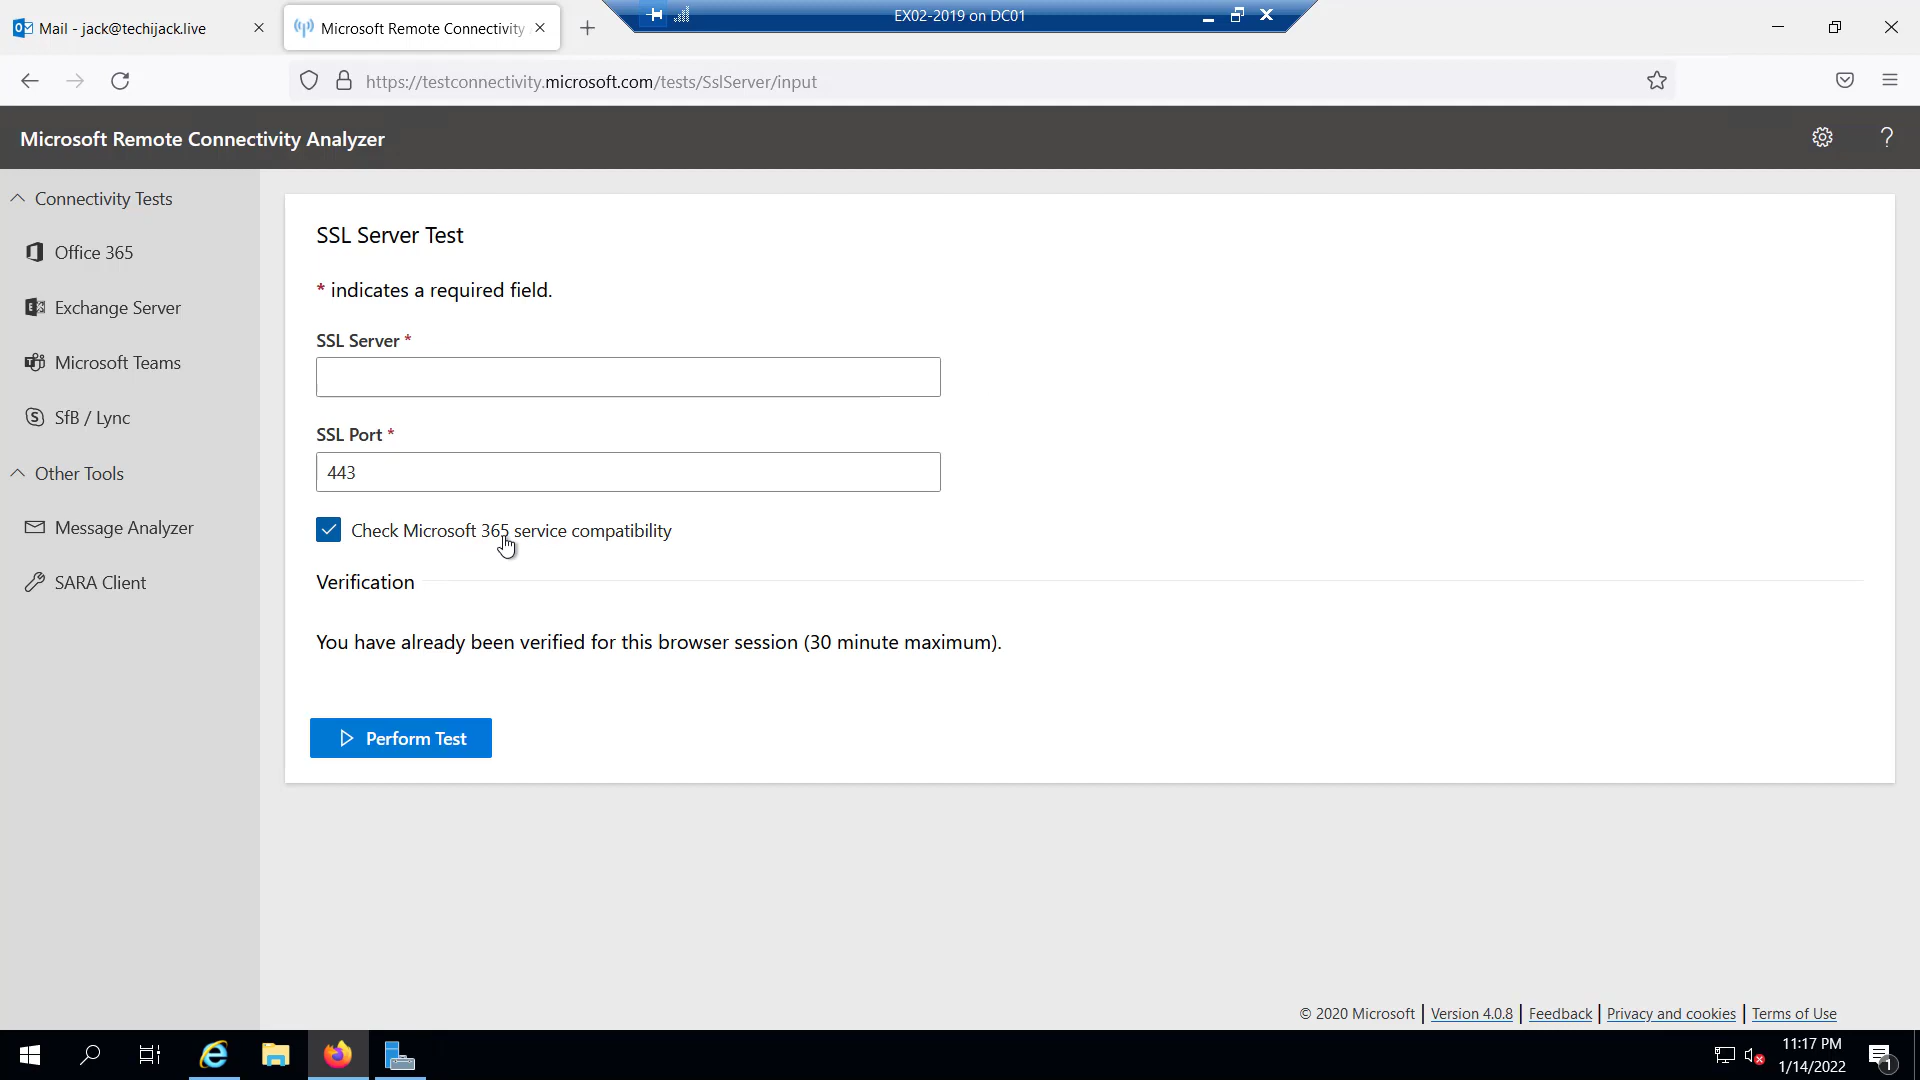 Mail - jack@techijack.live
Microsoft Remote Connectivity
EX02-2019 on DC01
https://testconnectivity.microsoft.com/tests/SslServer/input
Microsoft Remote Connectivity Analyzer
?
Connectivity Tests
Office 365
Exchange Server
Microsoft Teams
SfB / Lync
Other Tools
Message Analyzer
SARA Client
SSL Server Test
* indicates a required field.
SSL Server *
SSL Port *
443
Check Microsoft 365 service compatibility
Verification
You have already been verified for this browser session (30 minute maximum).
Perform Test
© 2020 Microsoft | Version 4.0.8 | Feedback | Privacy and cookies | Terms of Use
11:17 PM
1/14/2022
1